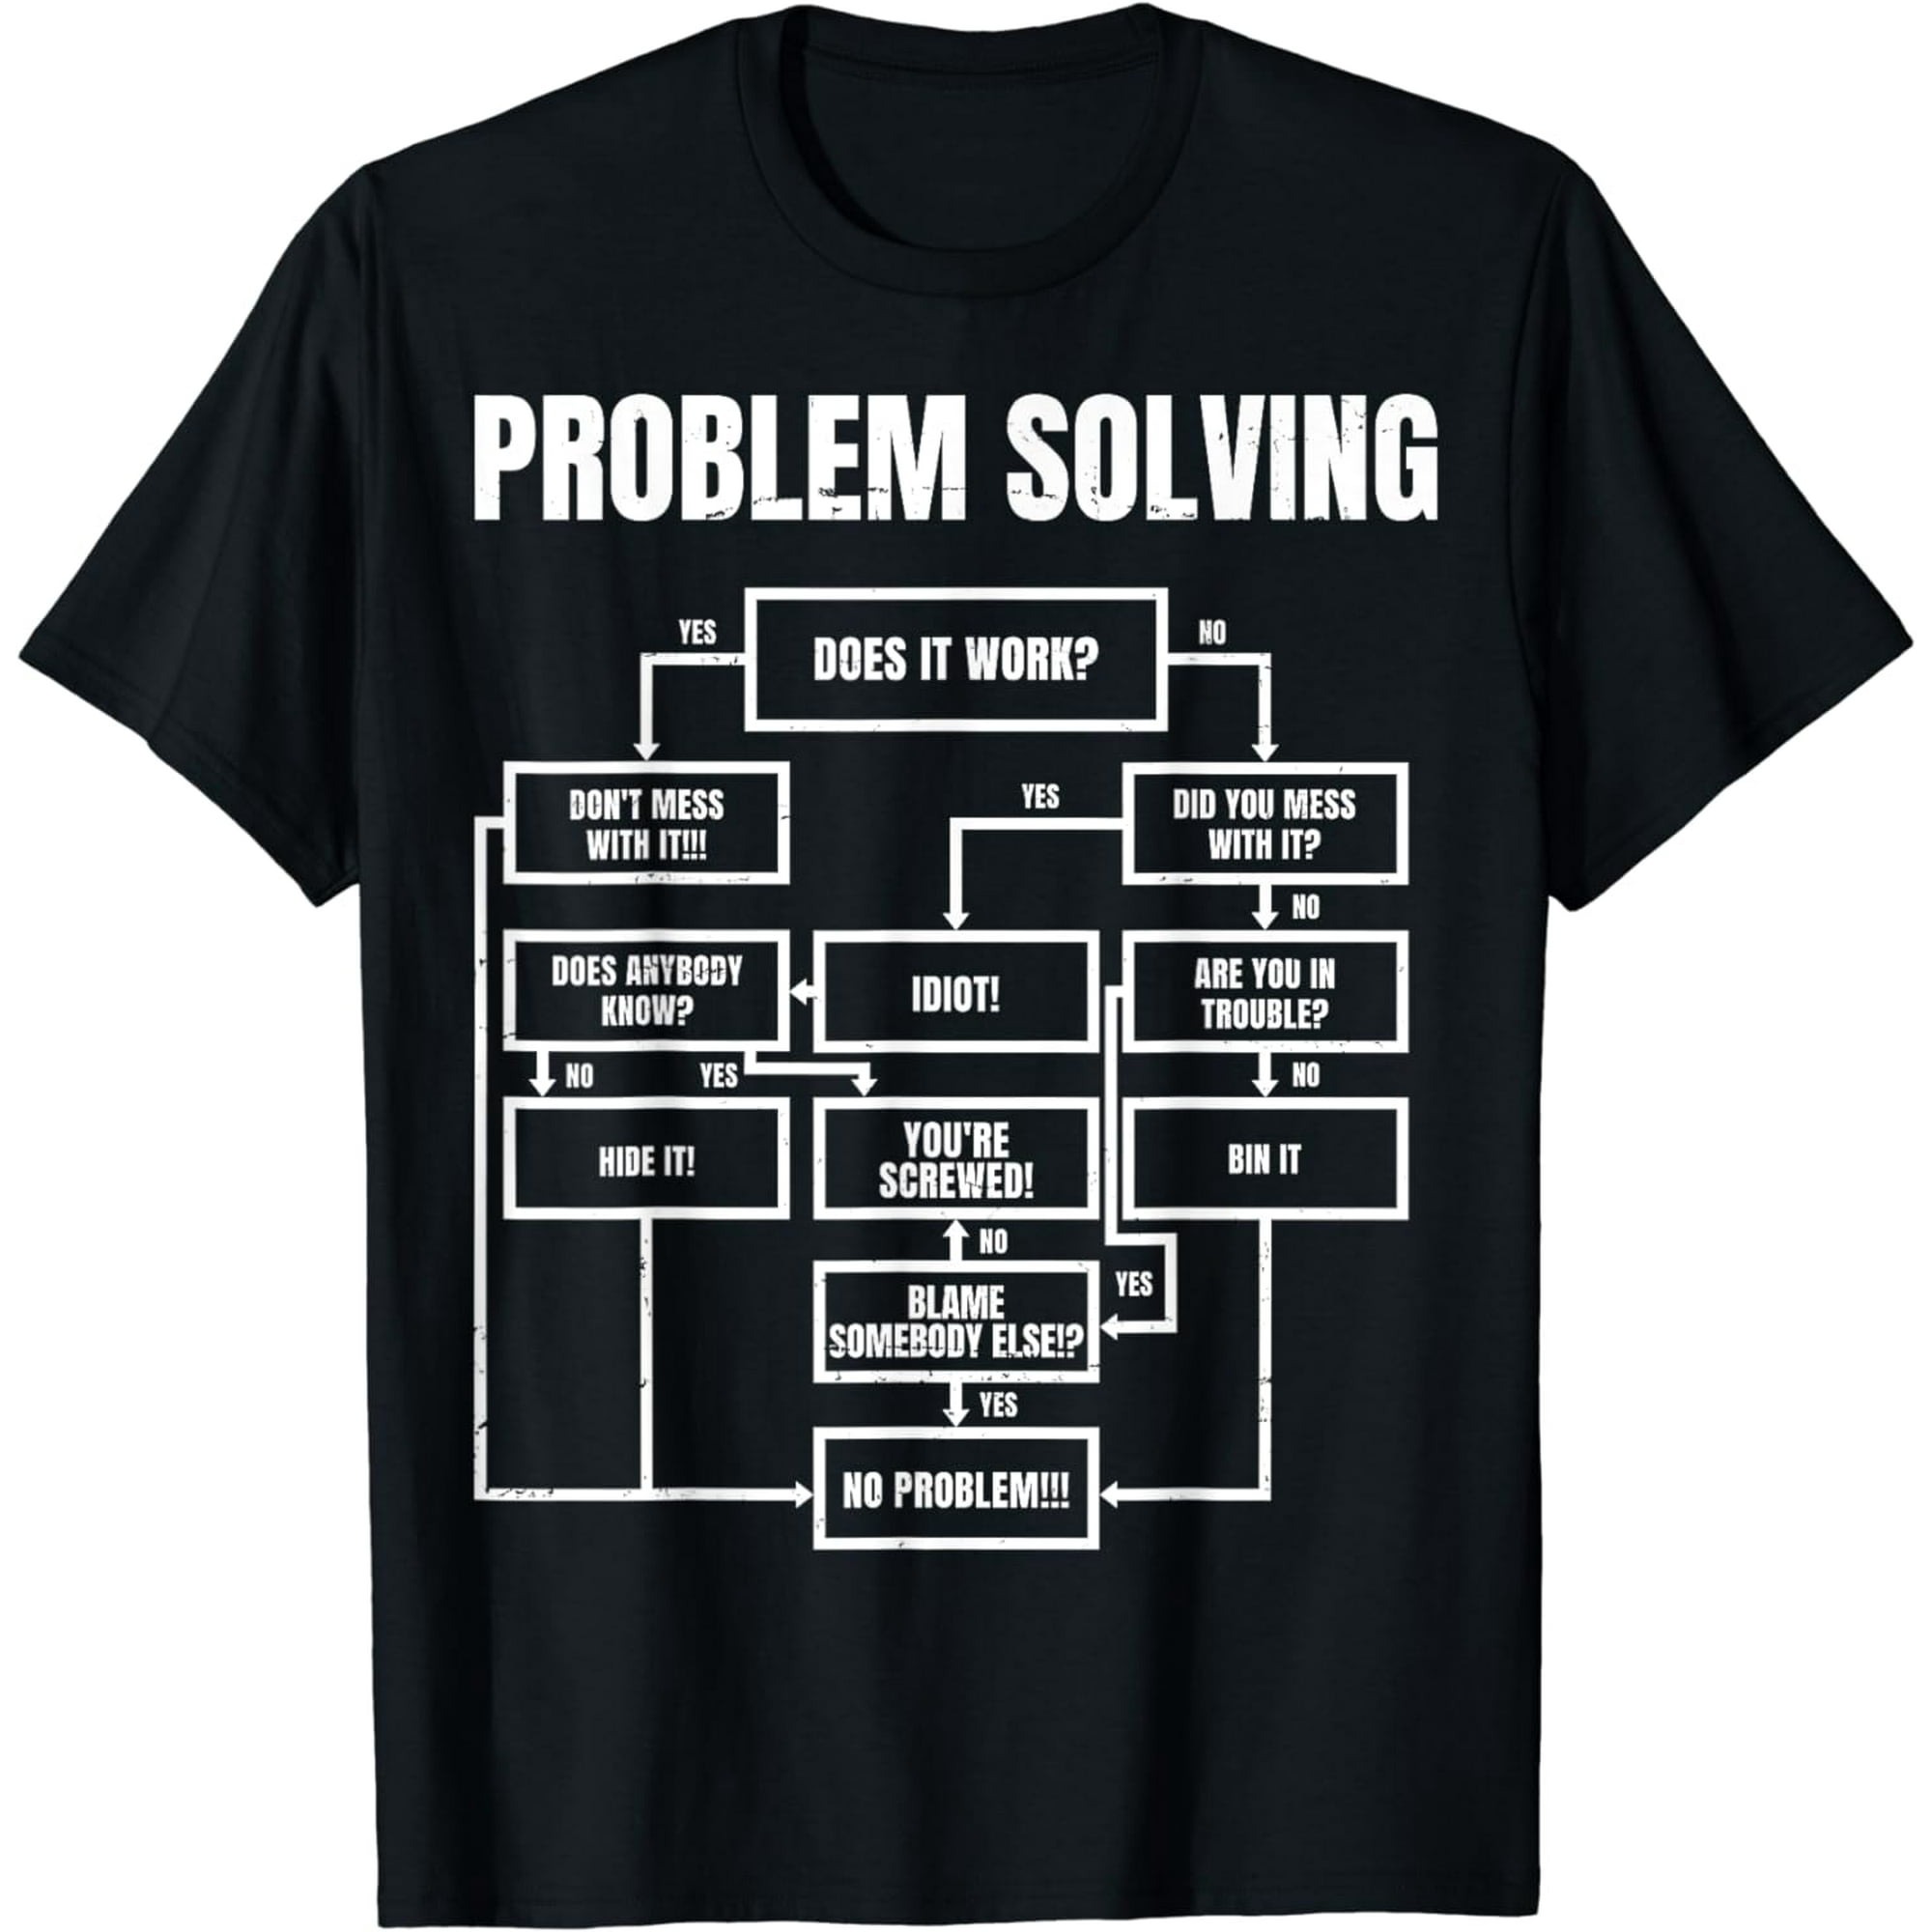 PROBLEM SOLVING
YES
DOES IT WORK?
NO
DON'T MESS
WITH IT!!!
YES
DID YOU MESS
WITH IT?
NO
DOES ANYBODY
KNOW?
IDIOT!
ARE YOU IN
TROUBLE?
NO
YES
NO
HIDE IT!
YOU'RE
SCREWED!
BIN IT
NO
BLAME
SOMEBODY ELSE!?
YES
YES
NO PROBLEM!!!